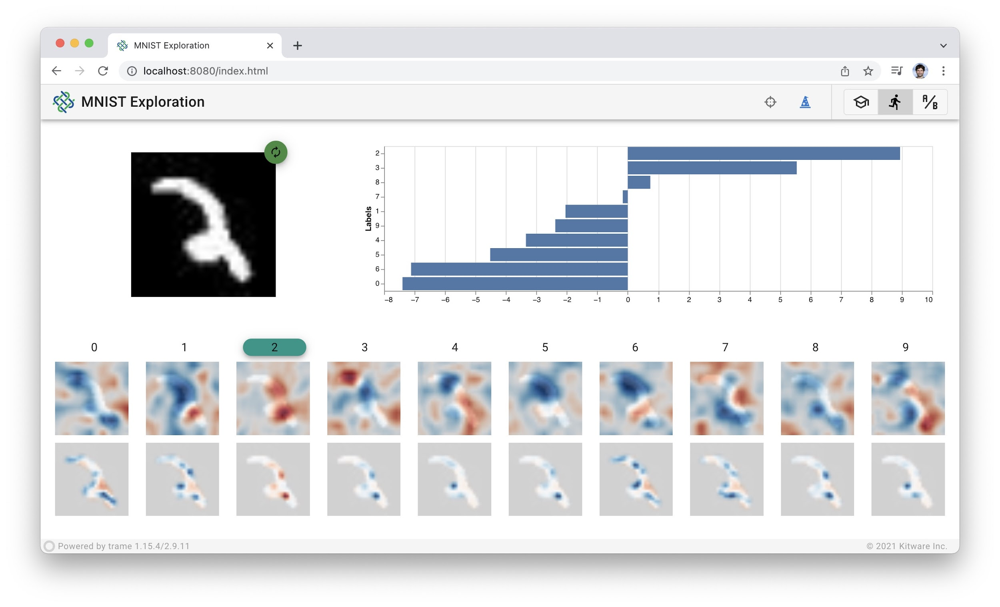 MNIST Exploration
localhost:8080/index.html
MNIST Exploration
A/B
Labels
2
3
8
7
1
9
4
5
6
0
−8 −7 −6 −5 −4 −3 −2 −1 0 1 2 3 4 5 6 7 8 9 10
0 1 2 3 4 5 6 7 8 9
Powered by trame 1.15.4/2.9.11
© 2021 Kitware Inc.